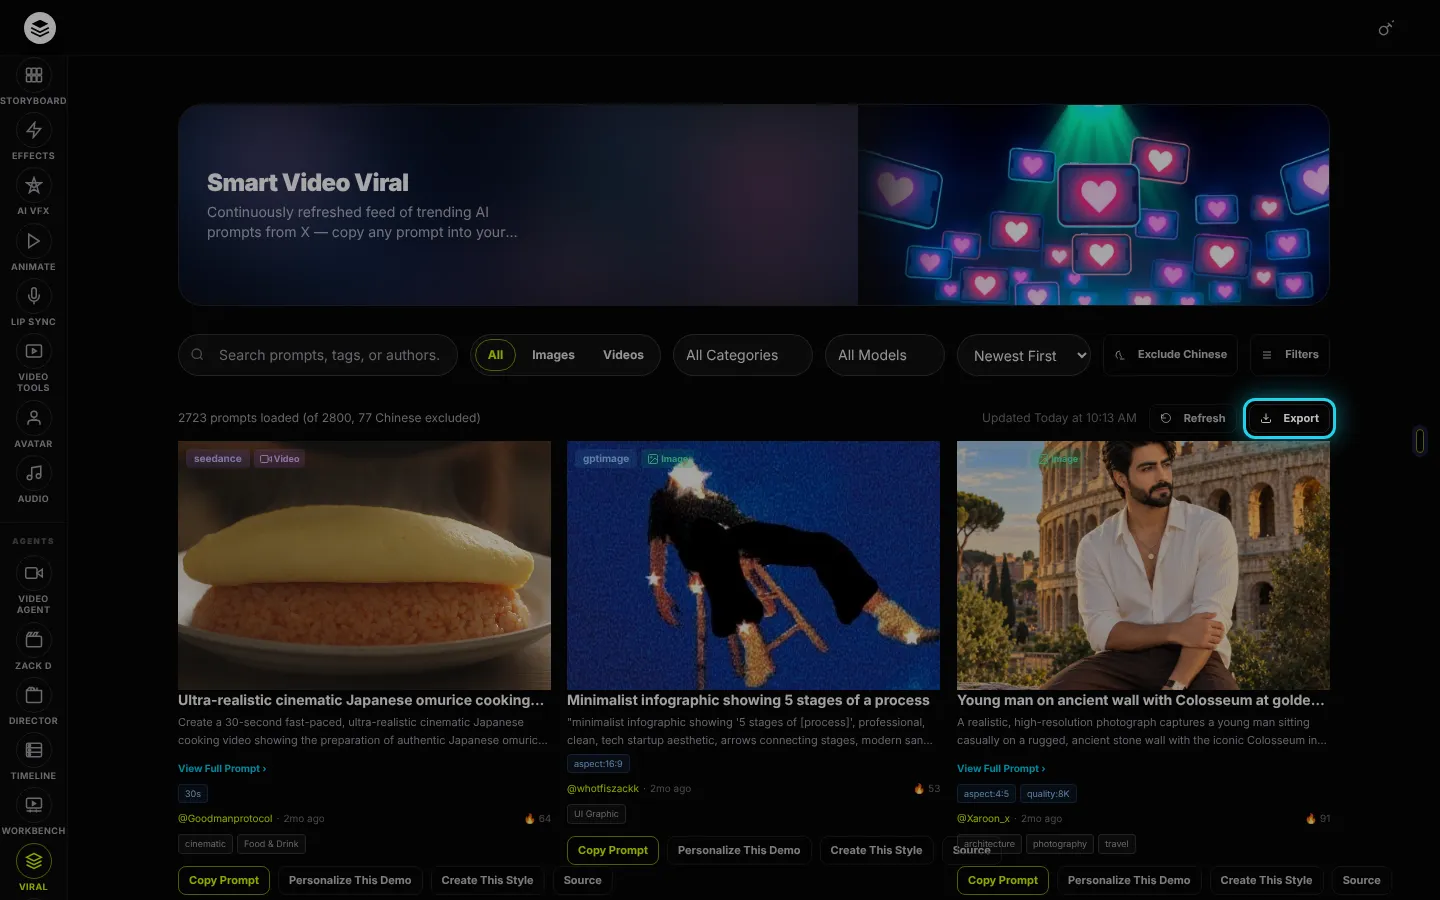 STORYBOARD
EFFECTS
AI VFX
ANIMATE
LIP SYNC
VIDEO
TOOLS
AVATAR
AUDIO
AGENTS
VIDEO
AGENT
ZACK D
DIRECTOR
TIMELINE
WORKBENCH
VIRAL
Smart Video Viral
Continuously refreshed feed of trending AI
prompts from X — copy any prompt into your...
Search prompts, tags, or authors.
All Images Videos
All Categories
All Models
Newest First
Exclude Chinese
Filters
2723 prompts loaded (of 2800, 77 Chinese excluded)
Updated Today at 10:13 AM
Refresh
Export
seedance Video
Ultra-realistic cinematic Japanese omurice cooking...
Create a 30-second fast-paced, ultra-realistic cinematic Japanese
cooking video showing the preparation of authentic Japanese omuric...
View Full Prompt ›
30s
@Goodmanprotocol · 2mo ago 🔥 64
cinematic Food & Drink
Copy Prompt Personalize This Demo Create This Style Source
gptimage Image
Minimalist infographic showing 5 stages of a process
"minimalist infographic showing '5 stages of [process]', professional,
clean, tech startup aesthetic, arrows connecting stages, modern san...
aspect:16:9
@whotfiszackk · 2mo ago 🔥 53
UI Graphic
Copy Prompt Personalize This Demo Create This Style Source
Image
Young man on ancient wall with Colosseum at golde...
A realistic, high-resolution photograph captures a young man sitting
casually on a rugged, ancient stone wall with the iconic Colosseum in...
View Full Prompt ›
aspect:4:5 quality:8K
@Xaroon_x · 2mo ago 🔥 91
architecture photography travel
Copy Prompt Personalize This Demo Create This Style Source